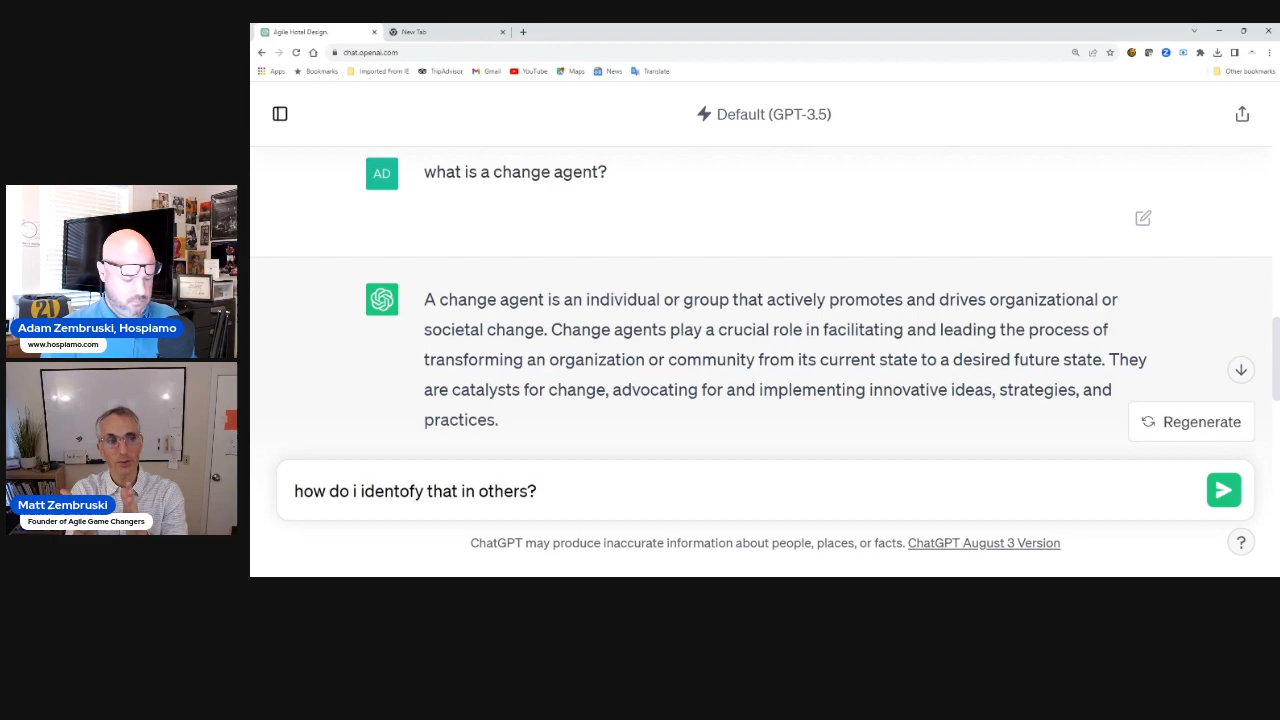 Agile Hotel Design.
New Tab
chat.openai.com
Apps
Bookmarks
Imported From IE
TripAdvisor
Gmail
YouTube
Maps
News
Translate
Other bookmarks
Default (GPT-3.5)
AD
what is a change agent?
A change agent is an individual or group that actively promotes and drives organizational or
societal change. Change agents play a crucial role in facilitating and leading the process of
transforming an organization or community from its current state to a desired future state. They
are catalysts for change, advocating for and implementing innovative ideas, strategies, and
practices.
Regenerate
how do i identofy that in others?
ChatGPT may produce inaccurate information about people, places, or facts. ChatGPT August 3 Version
?
Adam Zembruski, Hospiamo
www.hospiamo.com
Matt Zembruski
Founder of Agile Game Changers